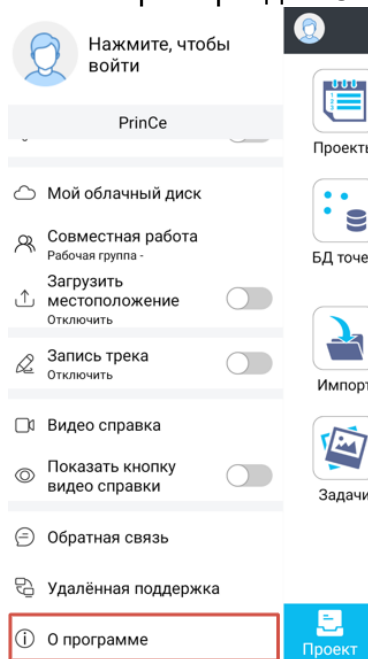 Нажмите, чтобы
войти
PrinCe
Мой облачный диск
Совместная работа
Рабочая группа -
Загрузить
местоположение
Отключить
Запись трека
Отключить
Видео справка
Показать кнопку
видео справки
Обратная связь
Удалённая поддержка
О программе
Проекты
БД точе
Импорт
Задачи
Проект